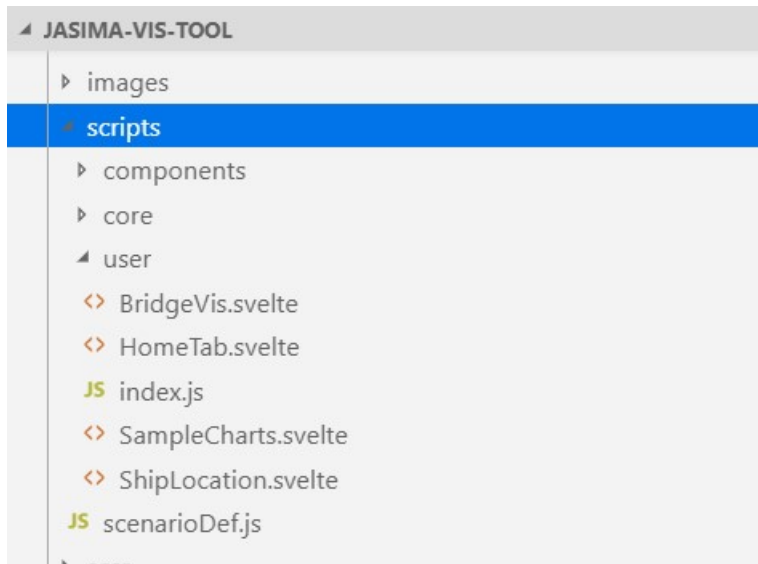 JASIMA-VIS-TOOL
images
scripts
components
core
user
<> BridgeVis.svelte
<> HomeTab.svelte
JS index.js
<> SampleCharts.svelte
<> ShipLocation.svelte
JS scenarioDef.js